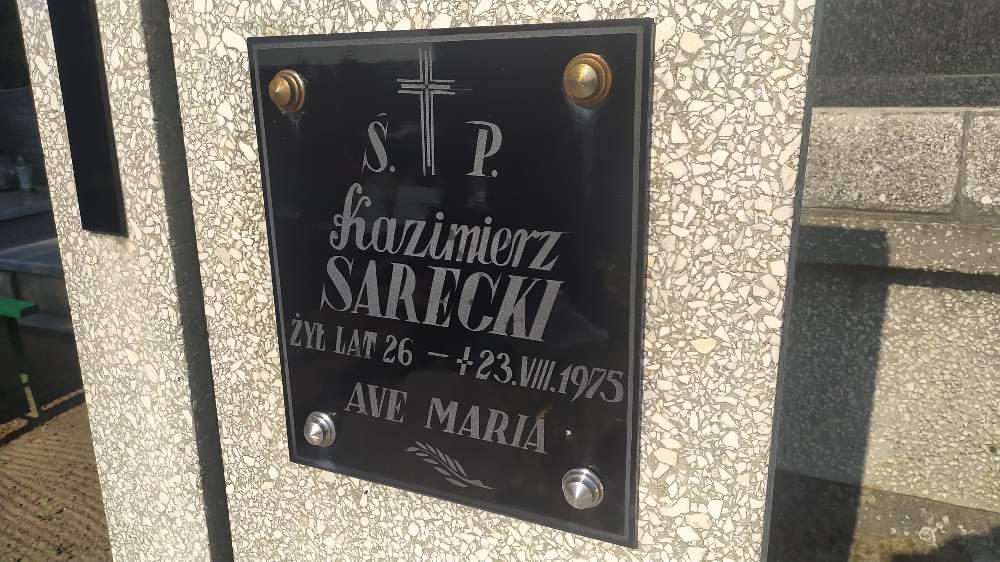 Ś. P.
Kazimierz
SARECKI
ŻYŁ LAT 26 – ✝23.VIII.1975
AVE MARIA